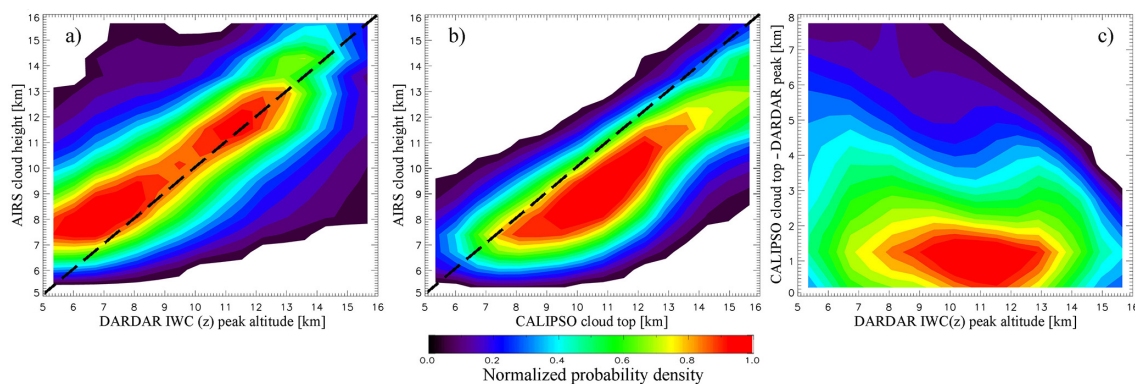 a)
AIRS cloud height [km]
16
15
14
13
12
11
10
9
8
7
6
5
5 6 7 8 9 10 11 12 13 14 15 16
DARDAR IWC (z) peak altitude [km]
b)
AIRS cloud height [km]
16
15
14
13
12
11
10
9
8
7
6
5
5 6 7 8 9 10 11 12 13 14 15 16
CALIPSO cloud top [km]
c)
CALIPSO cloud top - DARDAR peak [km]
8
7
6
5
4
3
2
1
0
5 6 7 8 9 10 11 12 13 14 15 16
DARDAR IWC(z) peak altitude [km]
0.0 0.2 0.4 0.6 0.8 1.0
Normalized probability density